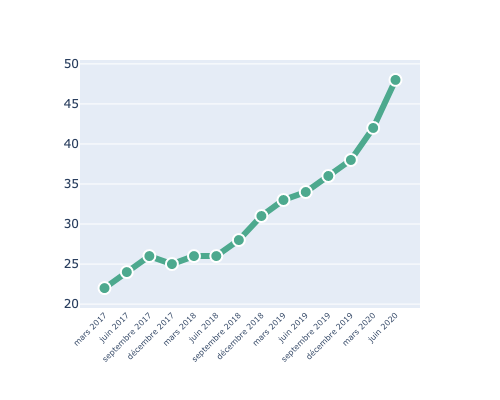 50
45
40
35
30
25
20
mars 2017
juin 2017
septembre 2017
décembre 2017
mars 2018
juin 2018
septembre 2018
décembre 2018
mars 2019
juin 2019
septembre 2019
décembre 2019
mars 2020
juin 2020